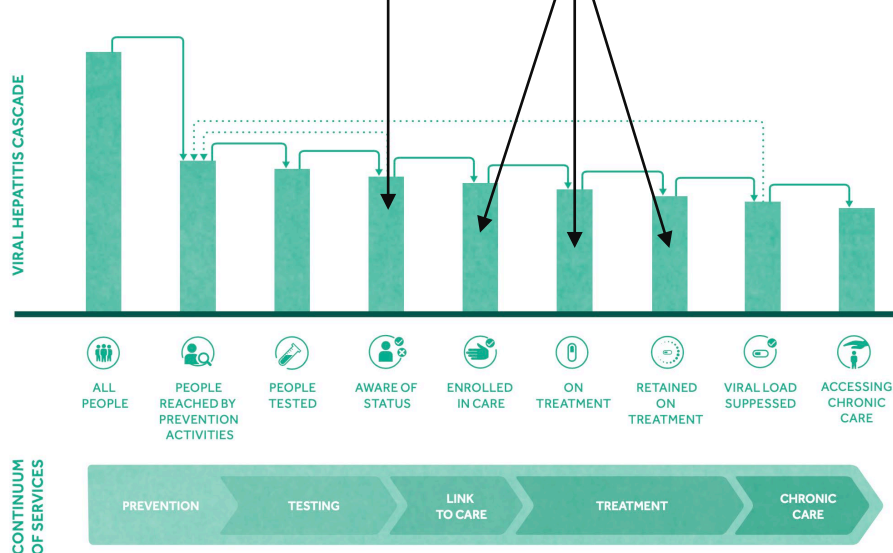 VIRAL HEPATITIS CASCADE
ALL
PEOPLE
PEOPLE
REACHED BY
PREVENTION
ACTIVITIES
PEOPLE
TESTED
AWARE OF
STATUS
ENROLLED
IN CARE
ON
TREATMENT
RETAINED
ON
TREATMENT
VIRAL LOAD
SUPPESSED
ACCESSING
CHRONIC
CARE
CONTINUUM
OF SERVICES
PREVENTION
TESTING
LINK
TO CARE
TREATMENT
CHRONIC
CARE